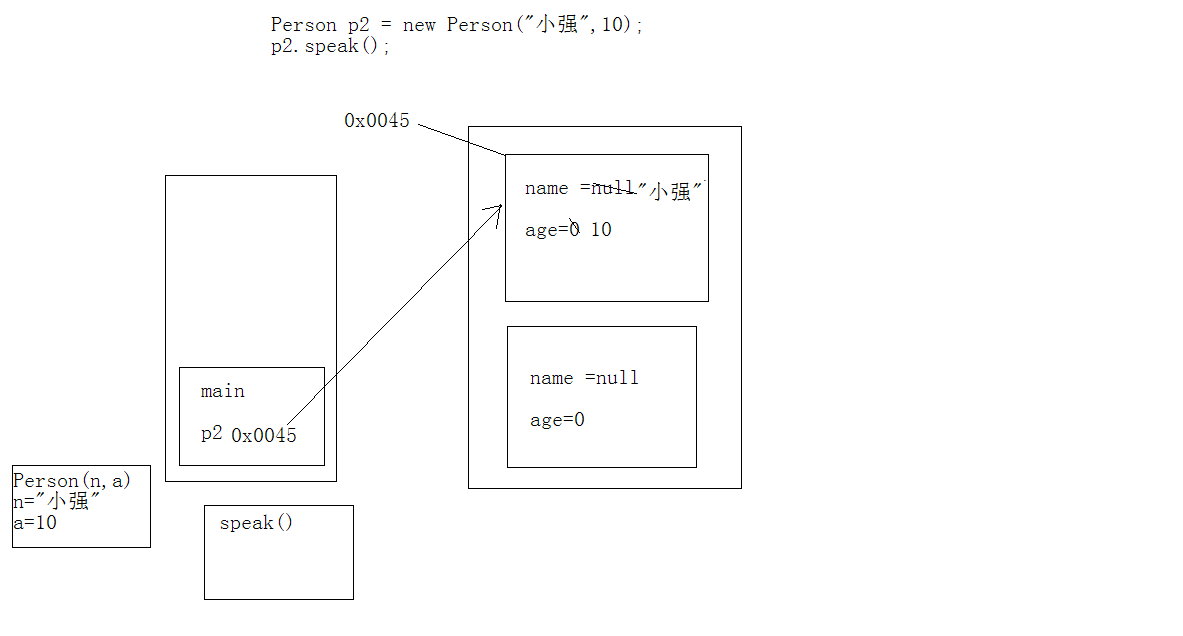 Person p2 = new Person("小强",10);
p2.speak();
0x0045
name =null"小强"
age=0 10
name =null
age=0
main
p2 0x0045
Person(n,a)
n="小强"
a=10
speak()